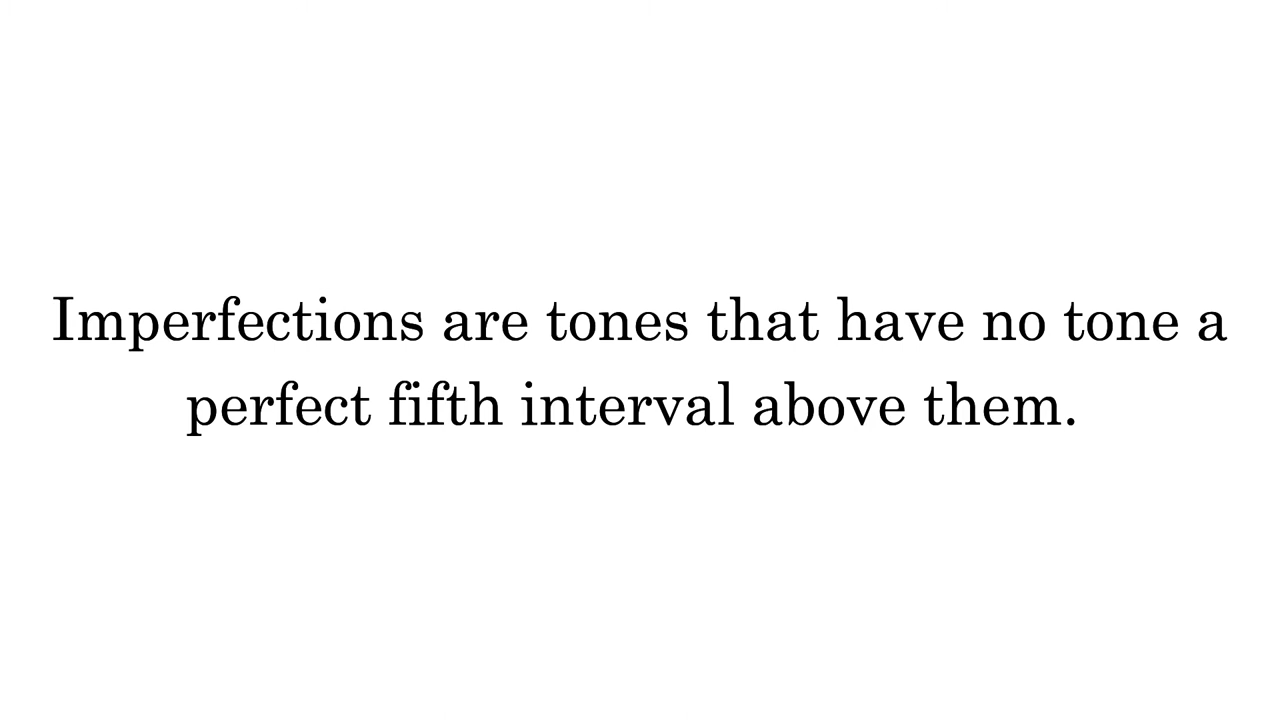 Imperfections are tones that have no tone a
perfect fifth interval above them.